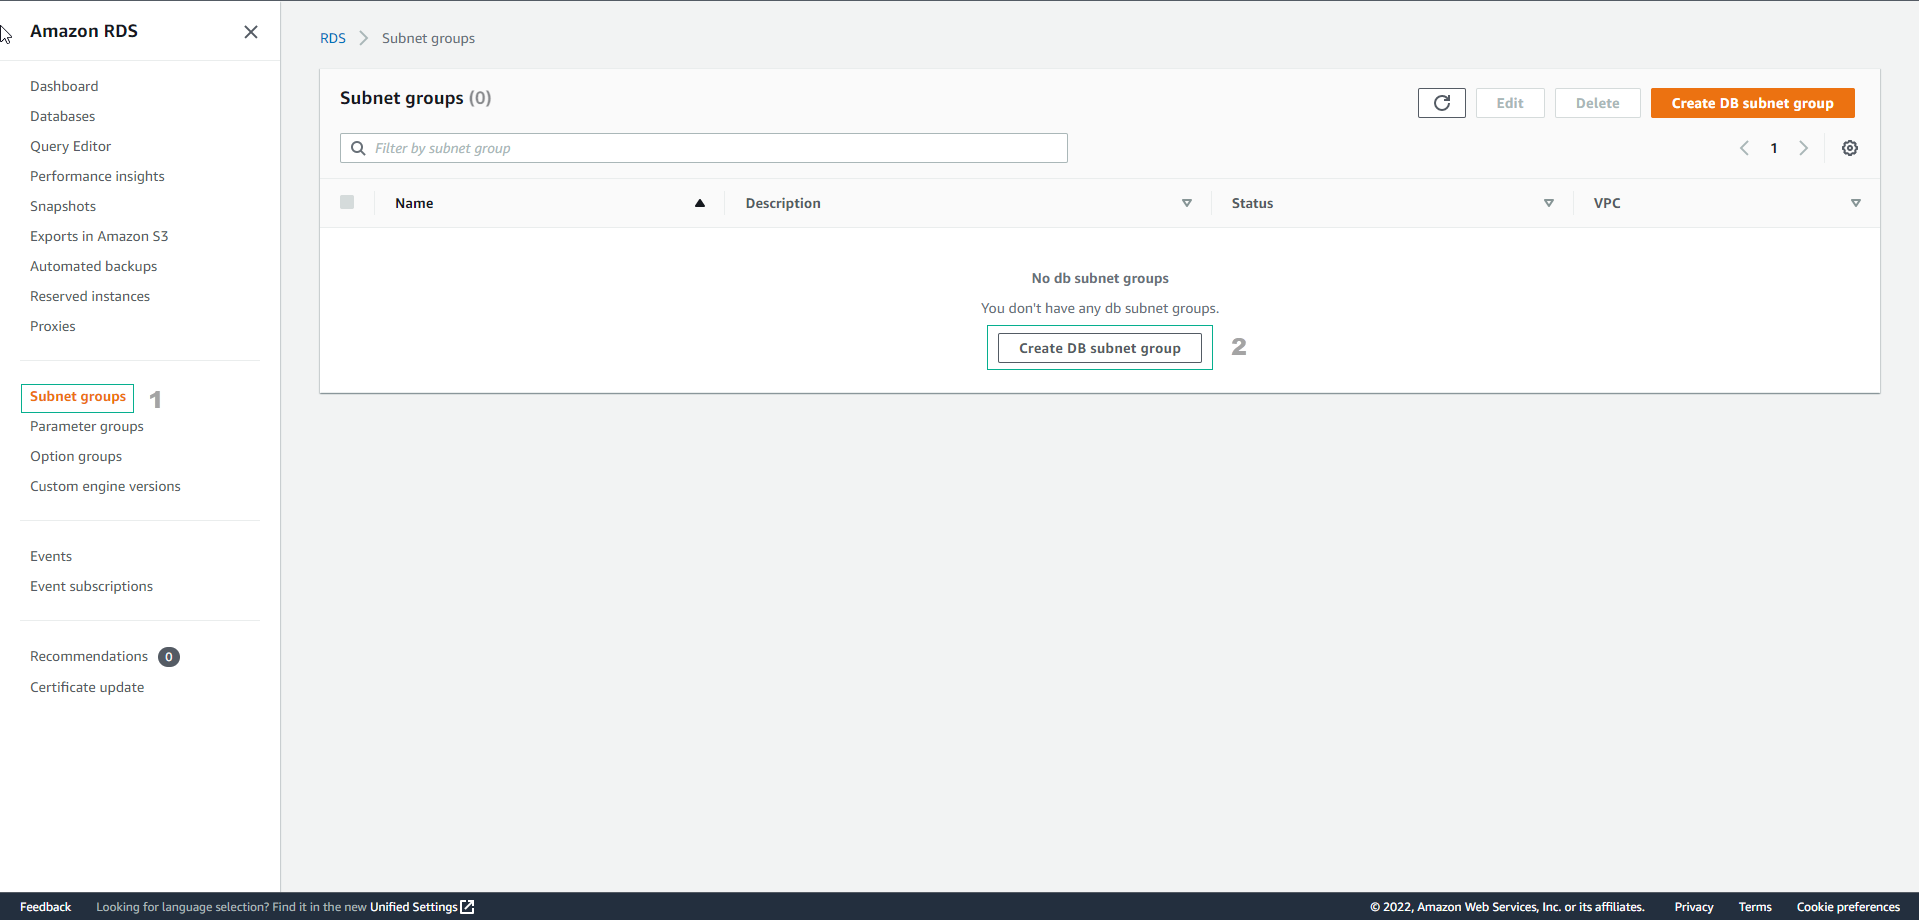 Amazon RDS
Dashboard
Databases
Query Editor
Performance insights
Snapshots
Exports in Amazon S3
Automated backups
Reserved instances
Proxies
Subnet groups 1
Parameter groups
Option groups
Custom engine versions
Events
Event subscriptions
Recommendations 0
Certificate update
RDS Subnet groups
Subnet groups (0)
Edit Delete Create DB subnet group
Filter by subnet group
1
Name Description Status VPC
No db subnet groups
You don't have any db subnet groups.
Create DB subnet group 2
Feedback Looking for language selection? Find it in the new Unified Settings © 2022, Amazon Web Services, Inc. or its affiliates. Privacy Terms Cookie preferences